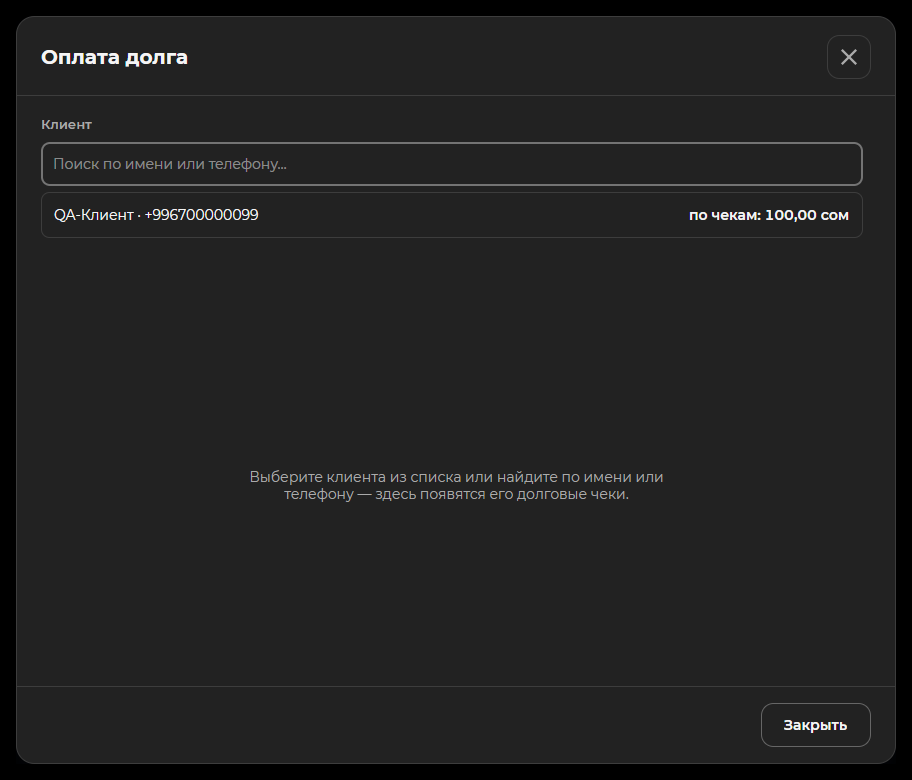 Оплата долга
Клиент
Поиск по имени или телефону...
QA-Клиент · +996700000099 по чекам: 100,00 сом
Выберите клиента из списка или найдите по имени или
телефону — здесь появятся его долговые чеки.
Закрыть